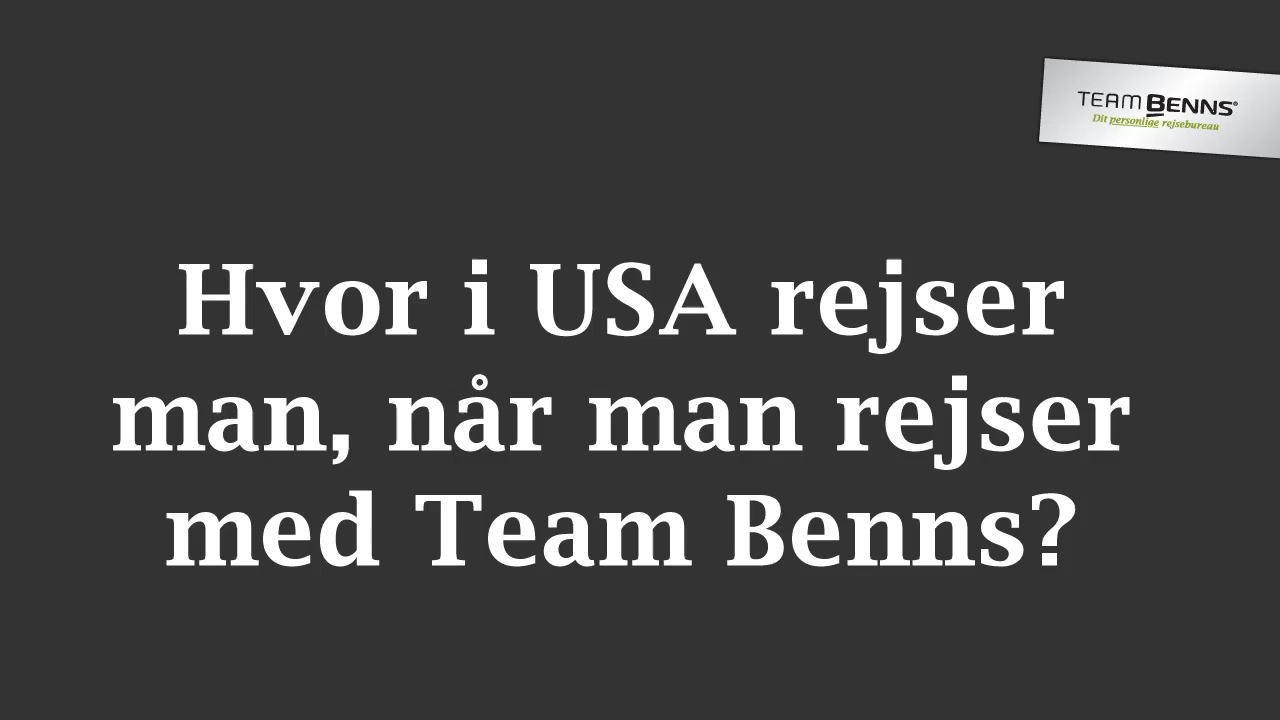 TEAM BENNS®
Dit personlige rejsebureau
Hvor i USA rejser
man, når man rejser
med Team Benns?